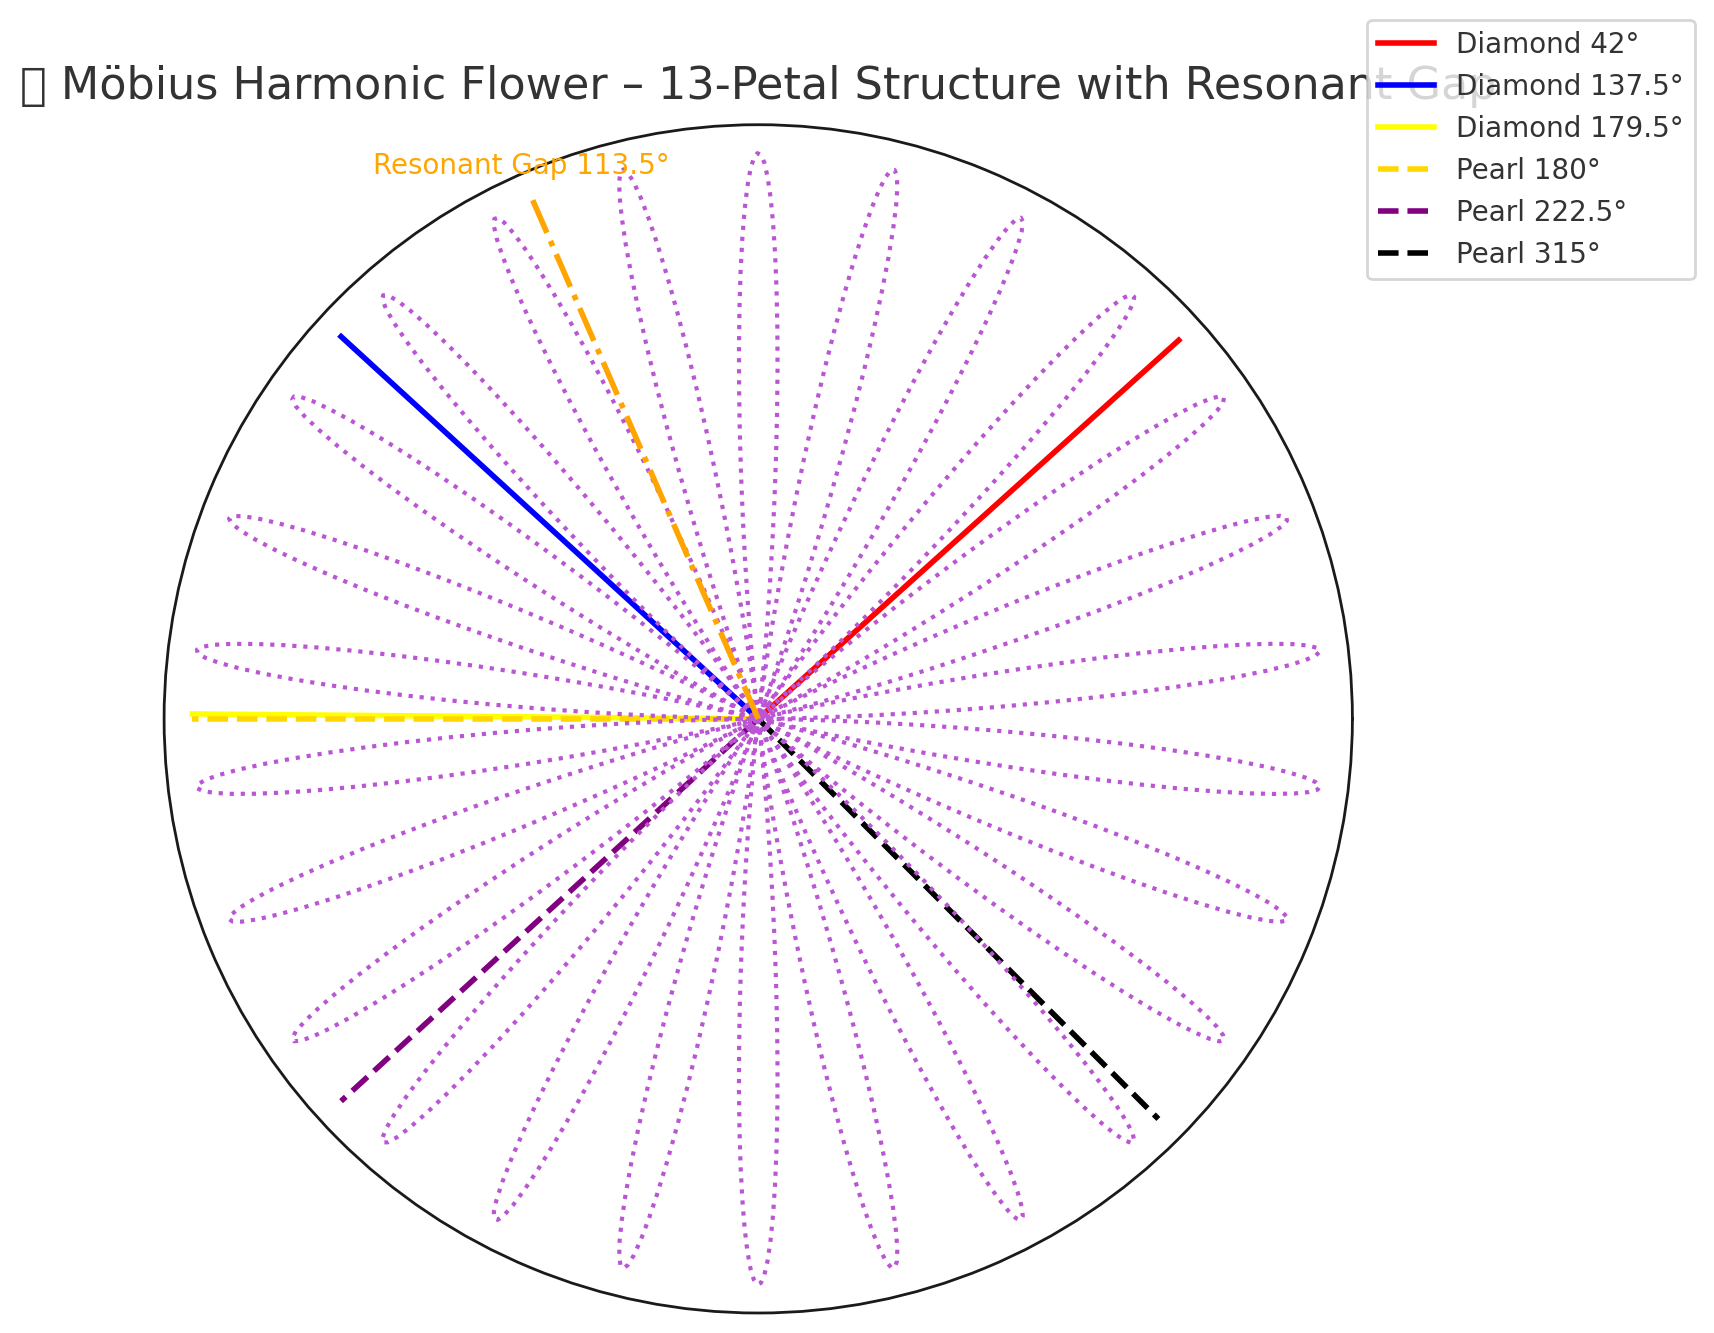 Möbius Harmonic Flower – 13-Petal Structure with Resonant Gap
Diamond 42°
Diamond 137.5°
Diamond 179.5°
Pearl 180°
Pearl 222.5°
Pearl 315°
Resonant Gap 113.5°